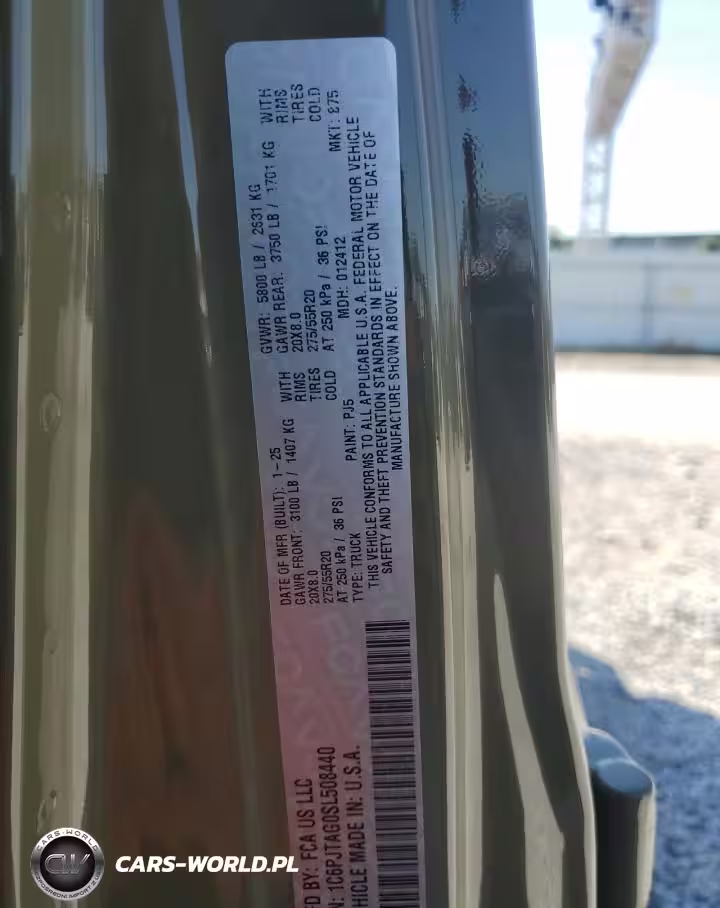 DATE OF MFR (BUILT): 1-25
GVWR: 5800 LB / 2631 KG
GAWR FRONT: 3100 LB / 1407 KG WITH
GAWR REAR: 3750 LB / 1701 KG WITH
20X8.0 RIMS
20X8.0 RIMS
275/55R20 TIRES
275/55R20 TIRES
AT 250 kPa / 36 PSI COLD
AT 250 kPa / 36 PSI COLD
TYPE: TRUCK PAINT: PJ5 MDH: 012412 MKT: 875
THIS VEHICLE CONFORMS TO ALL APPLICABLE U.S.A. FEDERAL MOTOR VEHICLE
SAFETY AND THEFT PREVENTION STANDARDS IN EFFECT ON THE DATE OF
MANUFACTURE SHOWN ABOVE.
D BY: FCA US LLC
N: 1C6PJTAG0SL508440
HICLE MADE IN: U.S.A.
CARS-WORLD
CW
CARS-WORLD.PL